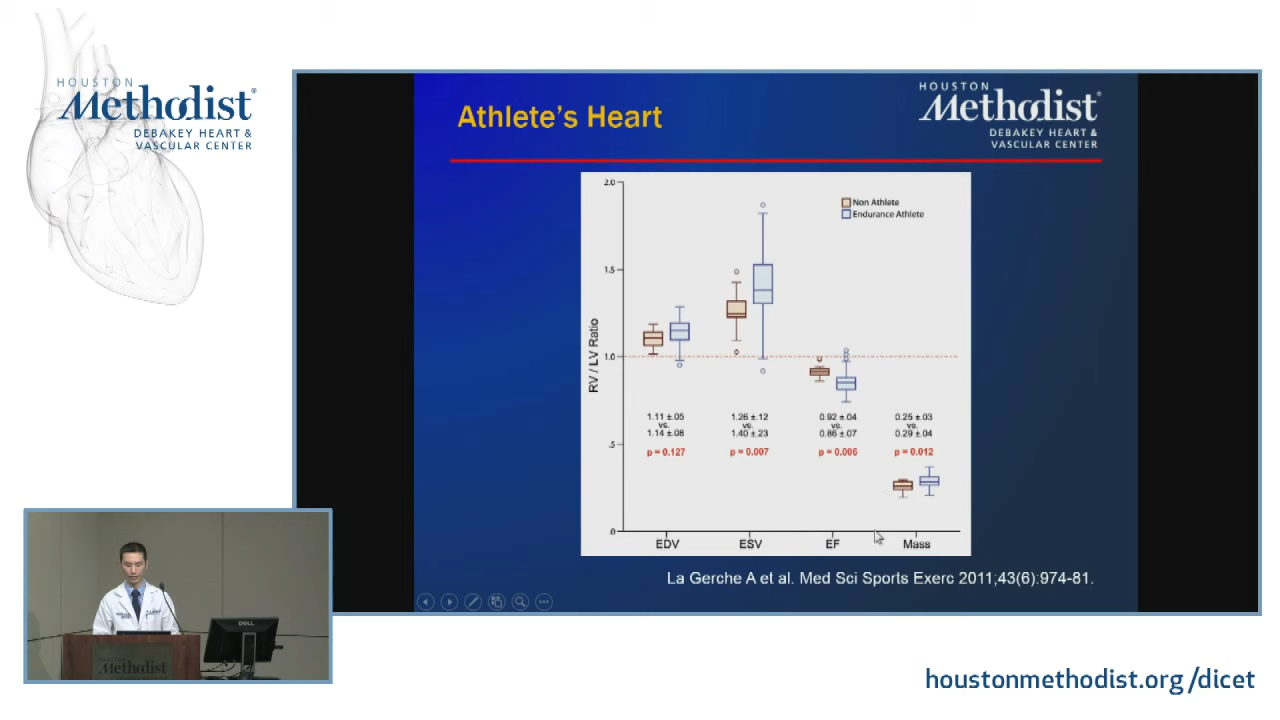 HOUSTON
Methodist®
DEBAKEY HEART &
VASCULAR CENTER
Athlete's Heart
HOUSTON
Methodist®
DEBAKEY HEART &
VASCULAR CENTER
2.0
Non Athlete
Endurance Athlete
1.5
RV / LV Ratio
1.0
1.11 ±.05
vs.
1.14 ±.08
p = 0.127
1.26 ±.12
vs.
1.40 ±.23
p = 0.007
0.92 ±.04
vs.
0.86 ±.07
p = 0.006
0.25 ±.03
vs.
0.29 ±.04
p = 0.012
.5
.0
EDV
ESV
EF
Mass
La Gerche A et al. Med Sci Sports Exerc 2011;43(6):974-81.
DELL
HOUSTON
Methodist
houstonmethodist.org/dicet